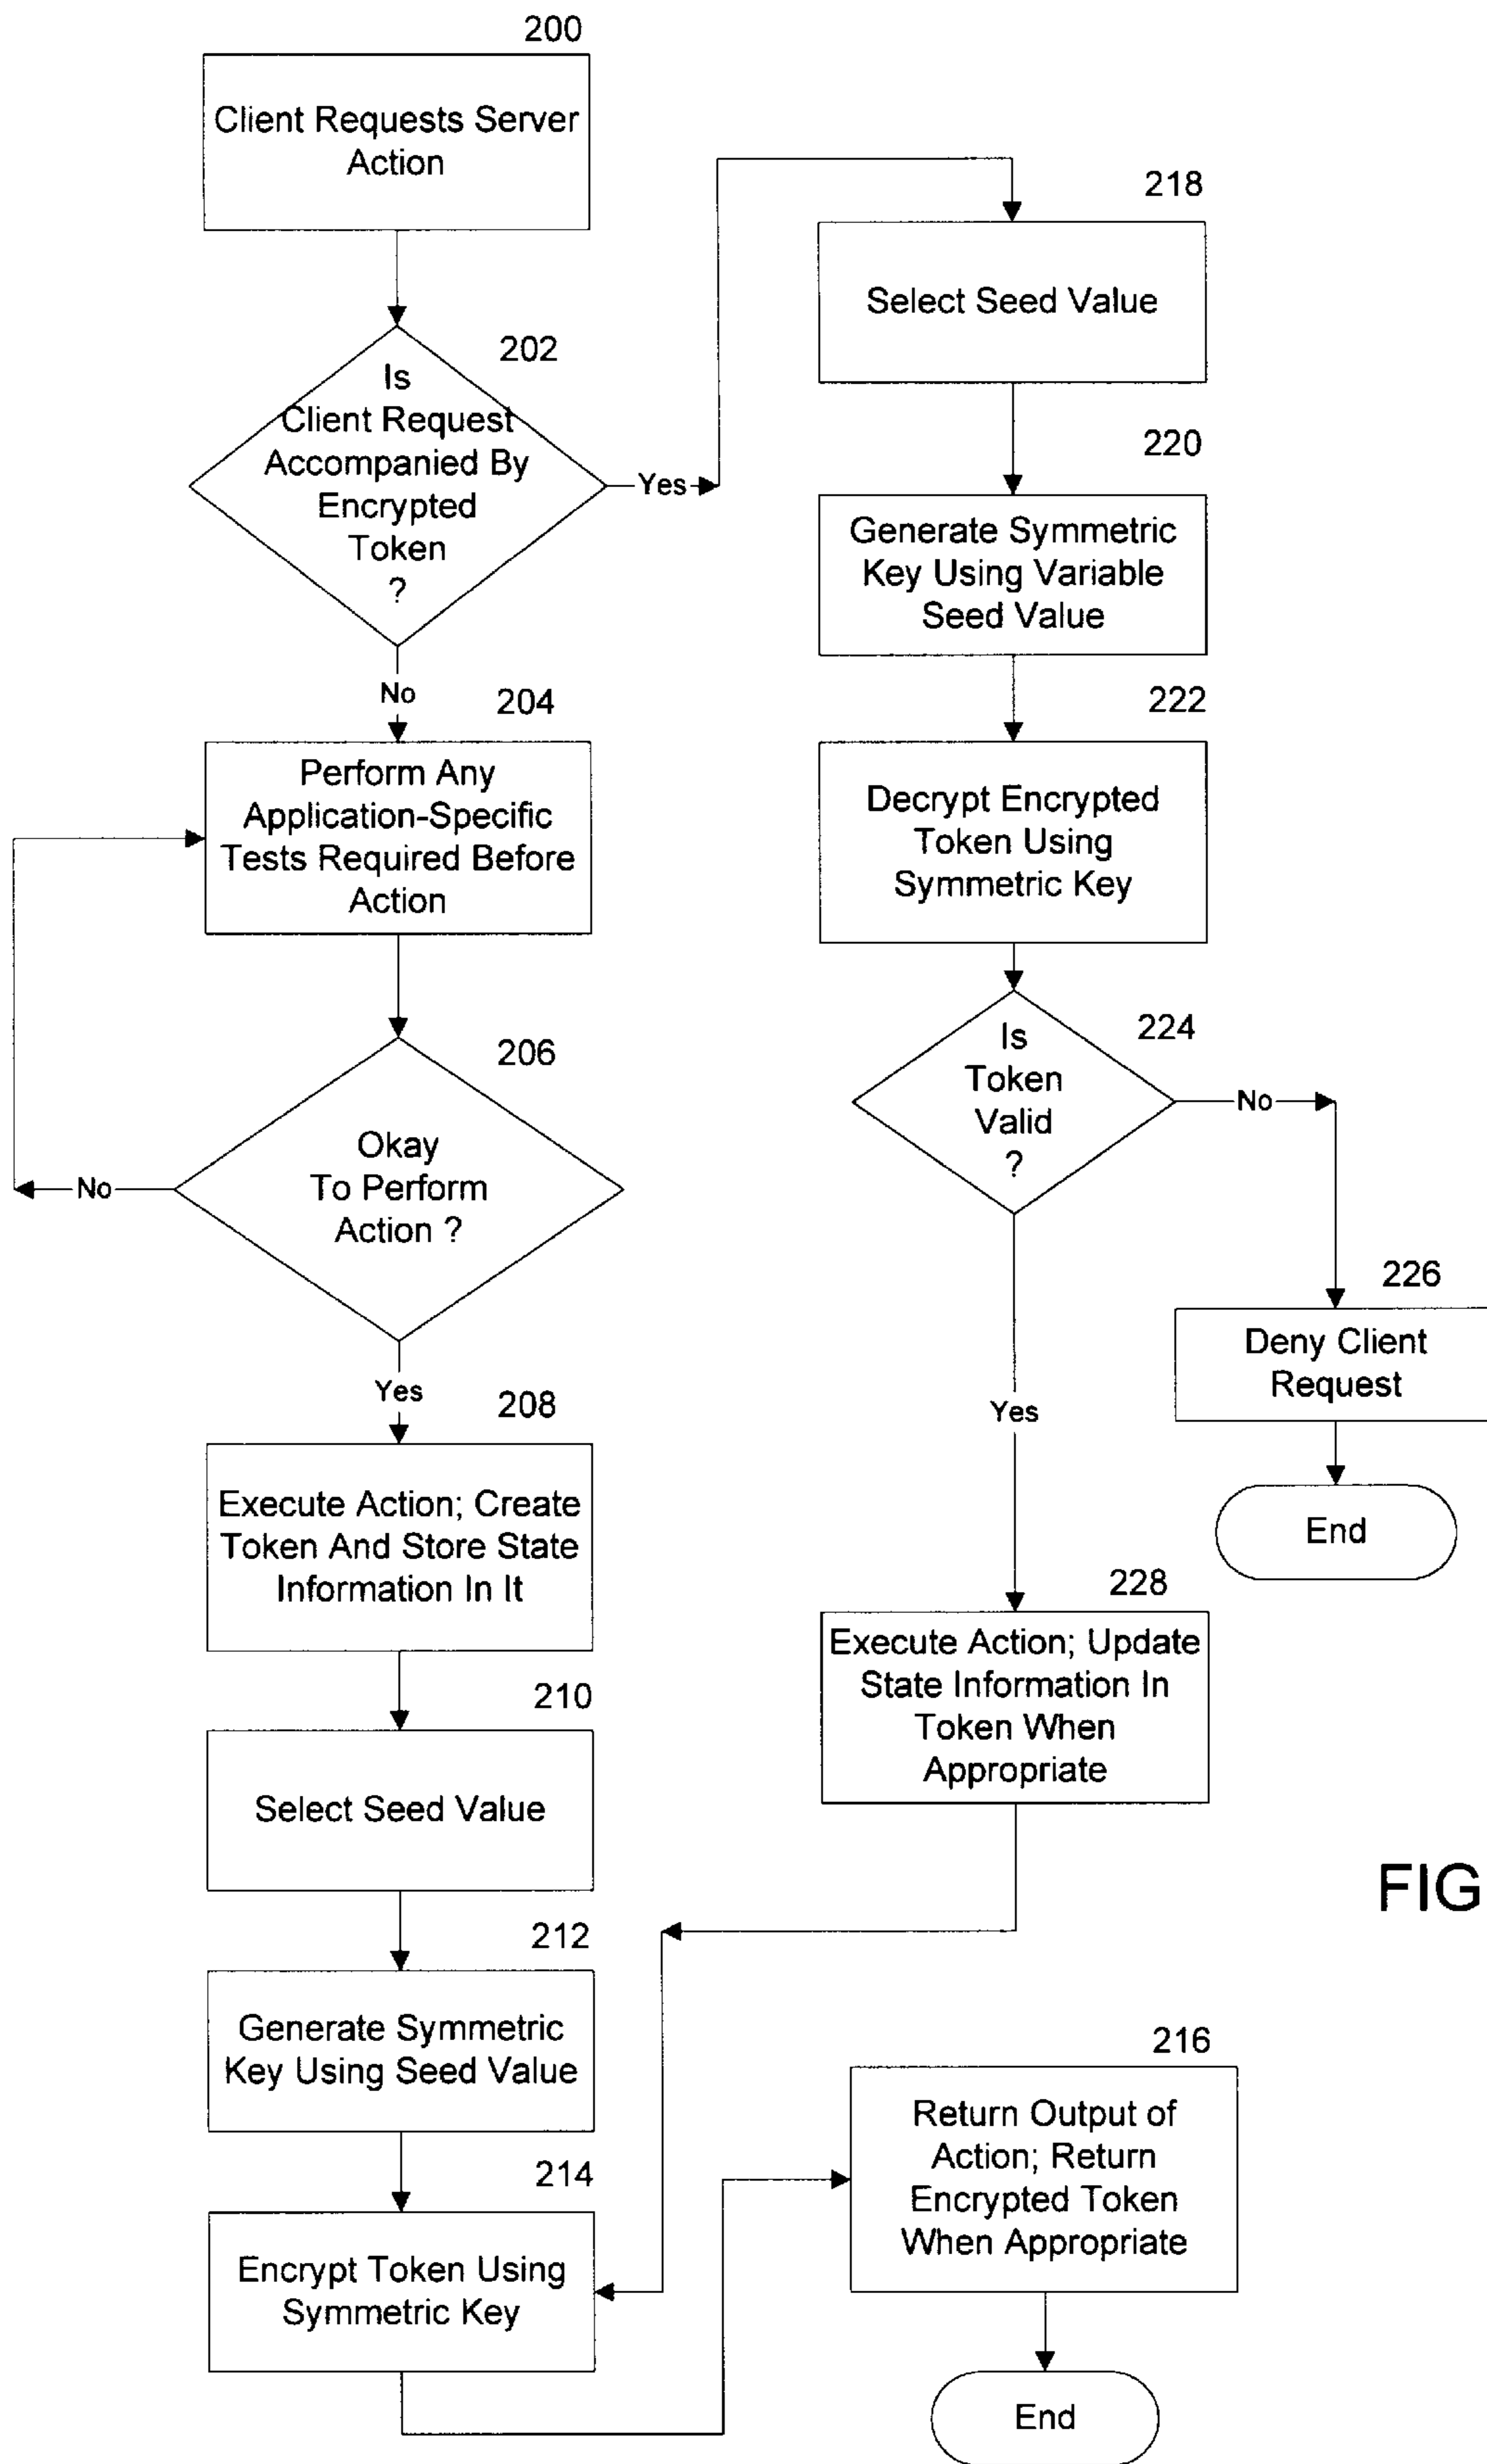 200
Client Requests Server
Action
202
Is
Client Request
Accompanied By
Encrypted
Token
?
Yes
No
204
Perform Any
Application-Specific
Tests Required Before
Action
206
Okay
To Perform
Action ?
No
Yes
208
Execute Action; Create
Token And Store State
Information In It
210
Select Seed Value
212
Generate Symmetric
Key Using Seed Value
214
Encrypt Token Using
Symmetric Key
218
Select Seed Value
220
Generate Symmetric
Key Using Variable
Seed Value
222
Decrypt Encrypted
Token Using
Symmetric Key
224
Is
Token
Valid
?
No
226
Deny Client
Request
End
Yes
228
Execute Action; Update
State Information In
Token When
Appropriate
216
Return Output of
Action; Return
Encrypted Token
When Appropriate
End
FIG